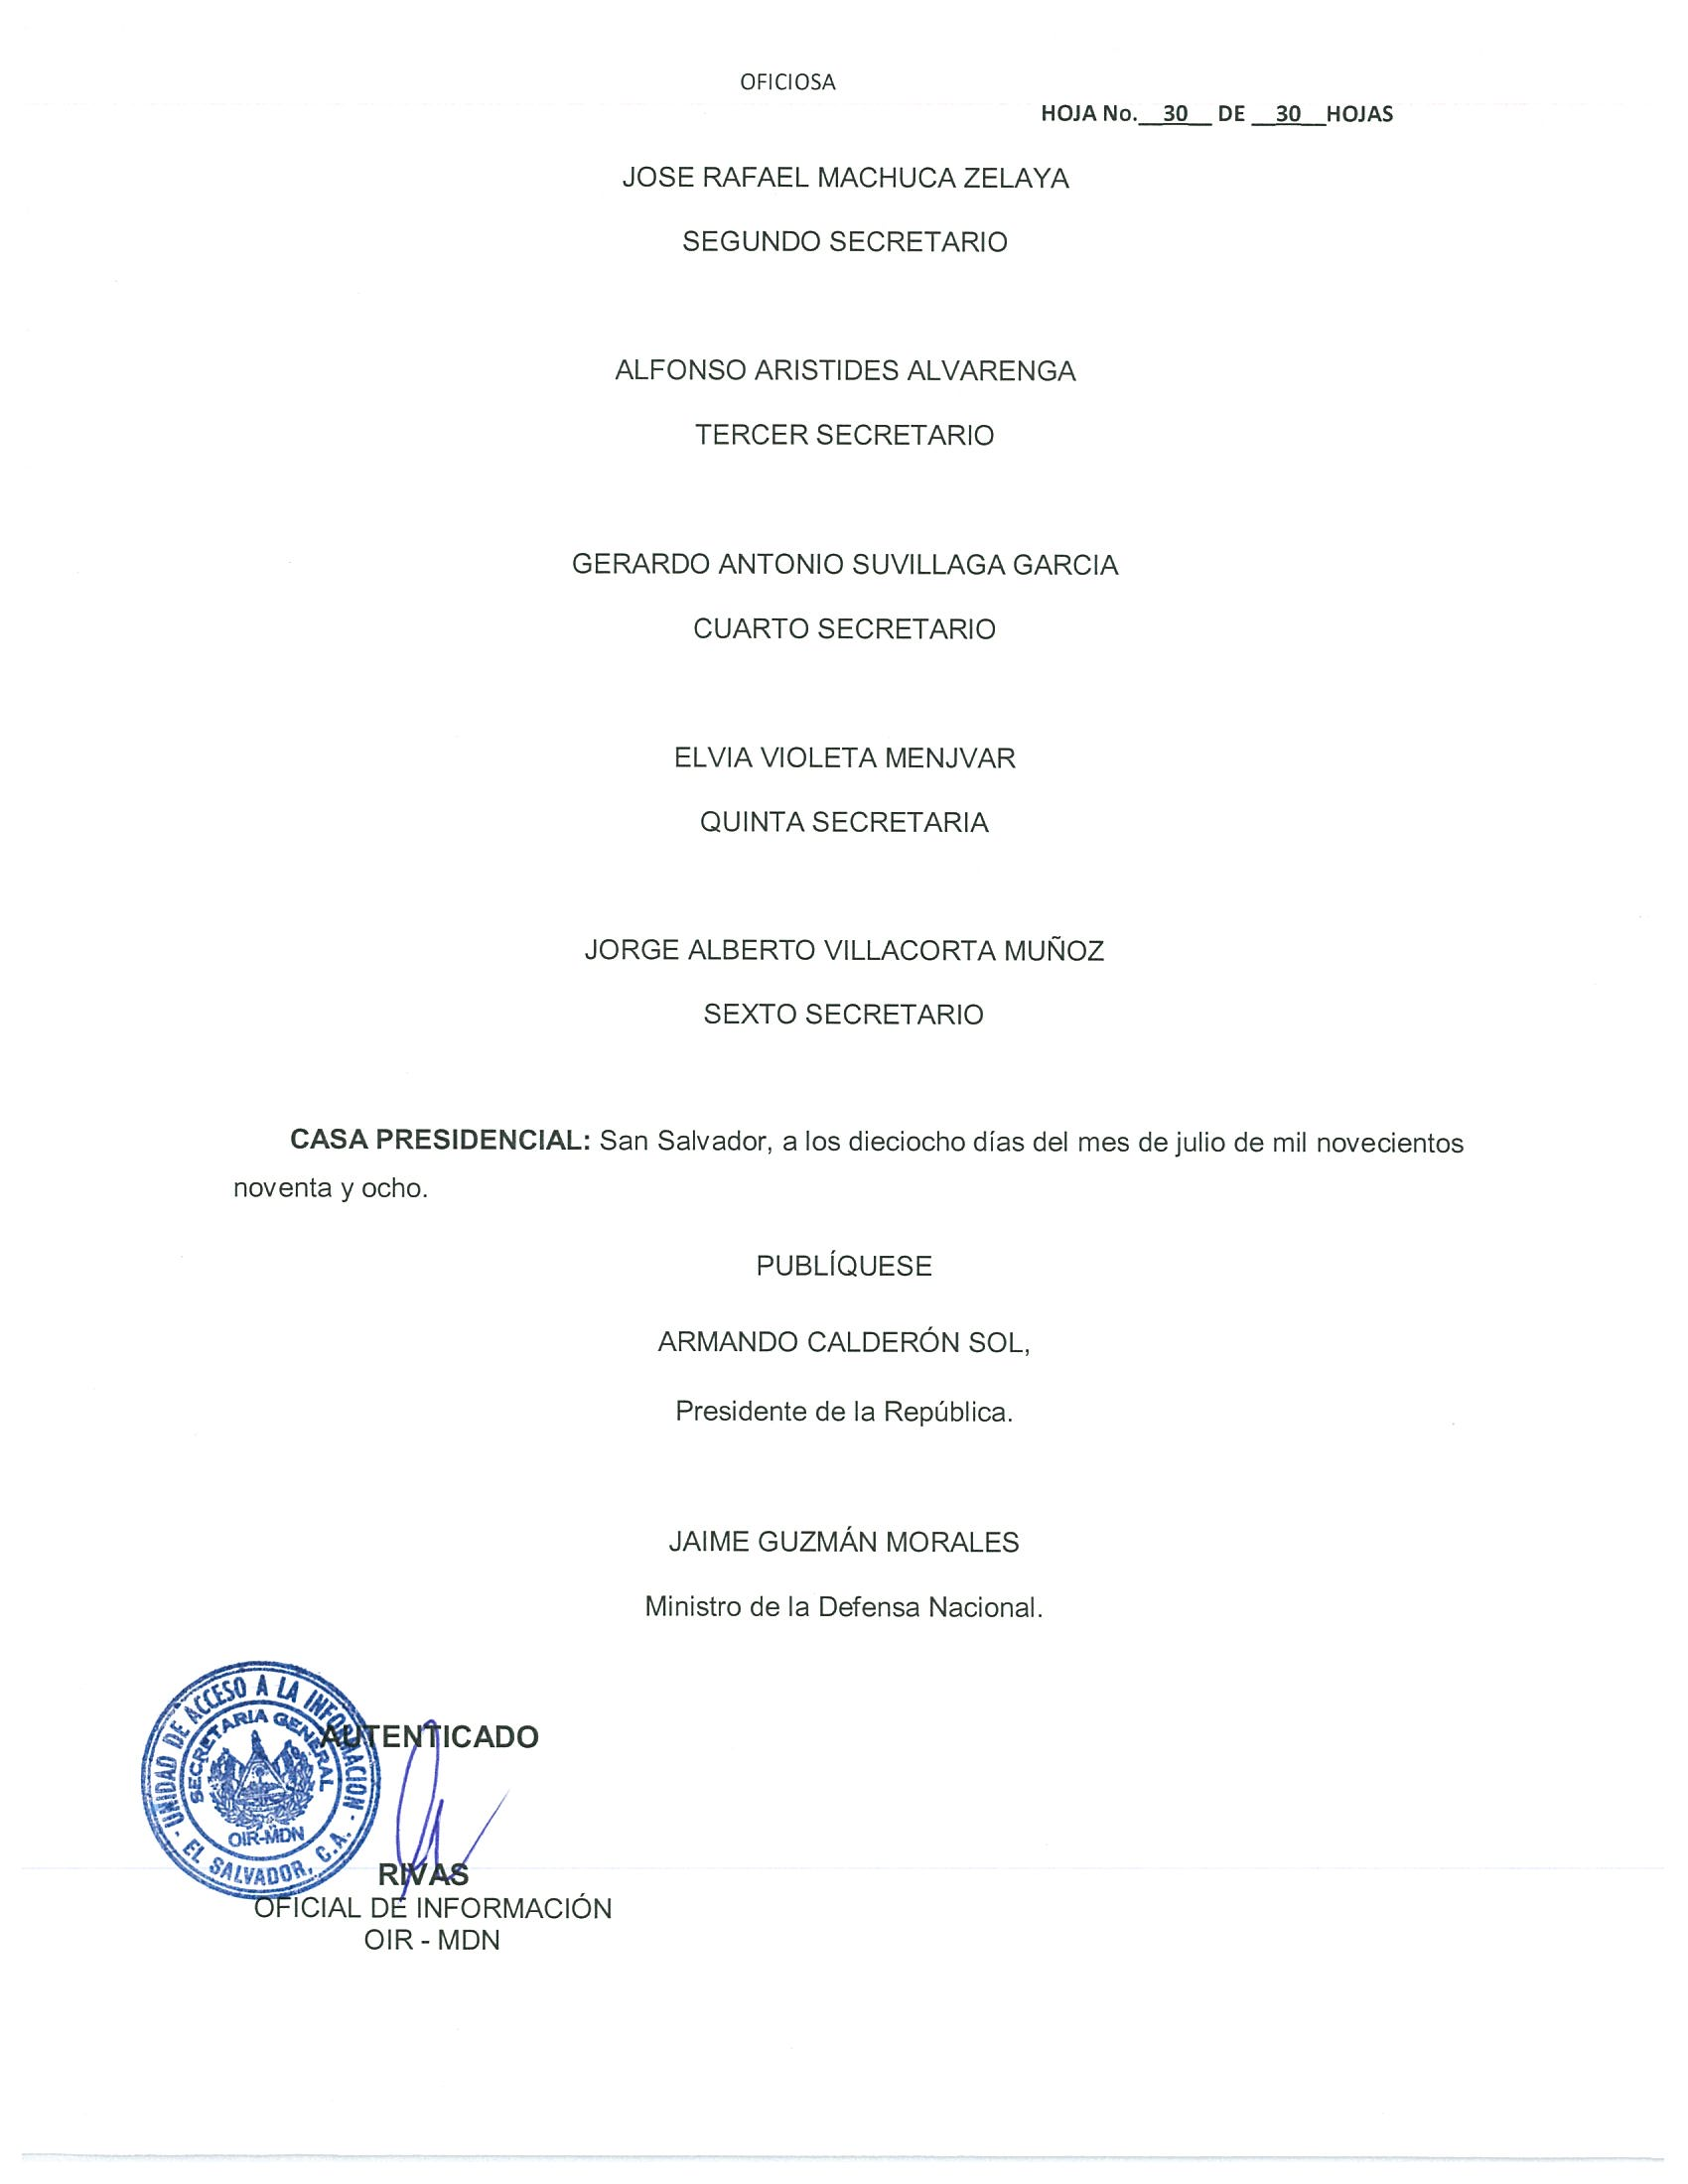 OFICIOSA
HOJA No.__30__ DE __30__HOJAS
JOSE RAFAEL MACHUCA ZELAYA
SEGUNDO SECRETARIO
ALFONSO ARISTIDES ALVARENGA
TERCER SECRETARIO
GERARDO ANTONIO SUVILLAGA GARCIA
CUARTO SECRETARIO
ELVIA VIOLETA MENJVAR
QUINTA SECRETARIA
JORGE ALBERTO VILLACORTA MUÑOZ
SEXTO SECRETARIO
CASA PRESIDENCIAL: San Salvador, a los dieciocho días del mes de julio de mil novecientos
noventa y ocho.
PUBLÍQUESE
ARMANDO CALDERÓN SOL,
Presidente de la República.
JAIME GUZMÁN MORALES
Ministro de la Defensa Nacional.
UNIDAD DE ACCESO A LA INFORMACION
SECRETARIA GENERAL
OIR-MDN
- EL SALVADOR, C.A. -
AUTENTICADO
RIVAS
OFICIAL DE INFORMACIÓN
OIR - MDN